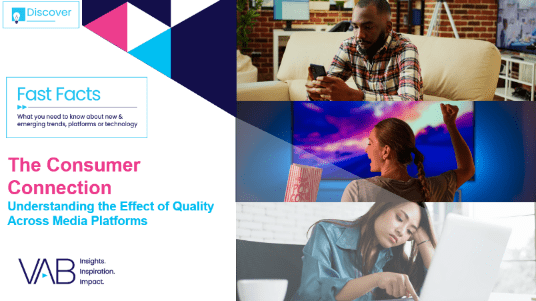 Discover
Fast Facts
What you need to know about new &
emerging trends, platforms or technology
The Consumer
Connection
Understanding the Effect of Quality
Across Media Platforms
VAB
Insights.
Inspiration.
Impact.